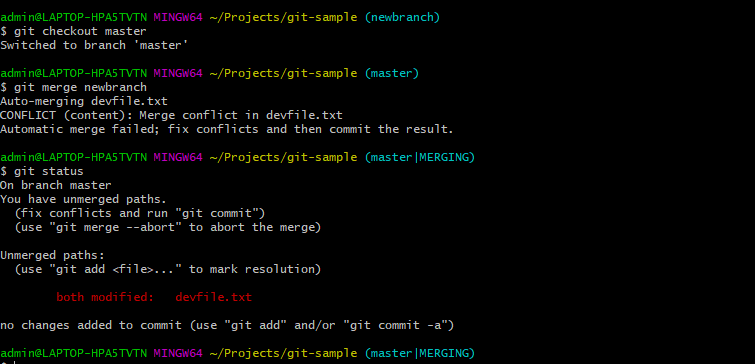 admin@LAPTOP-HPA5TVTN MINGW64 ~/Projects/git-sample (newbranch)
$ git checkout master
Switched to branch 'master'
admin@LAPTOP-HPA5TVTN MINGW64 ~/Projects/git-sample (master)
$ git merge newbranch
Auto-merging devfile.txt
CONFLICT (content): Merge conflict in devfile.txt
Automatic merge failed; fix conflicts and then commit the result.
admin@LAPTOP-HPA5TVTN MINGW64 ~/Projects/git-sample (master|MERGING)
$ git status
On branch master
You have unmerged paths.
  (fix conflicts and run "git commit")
  (use "git merge --abort" to abort the merge)
Unmerged paths:
  (use "git add <file>..." to mark resolution)
        both modified:   devfile.txt
no changes added to commit (use "git add" and/or "git commit -a")
admin@LAPTOP-HPA5TVTN MINGW64 ~/Projects/git-sample (master|MERGING)